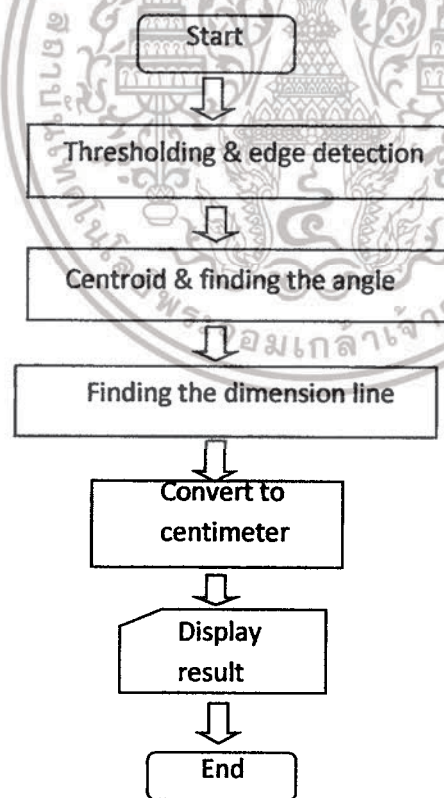 Start
Thresholding & edge detection
Centroid & finding the angle
Finding the dimension line
Convert to
centimeter
Display
result
End